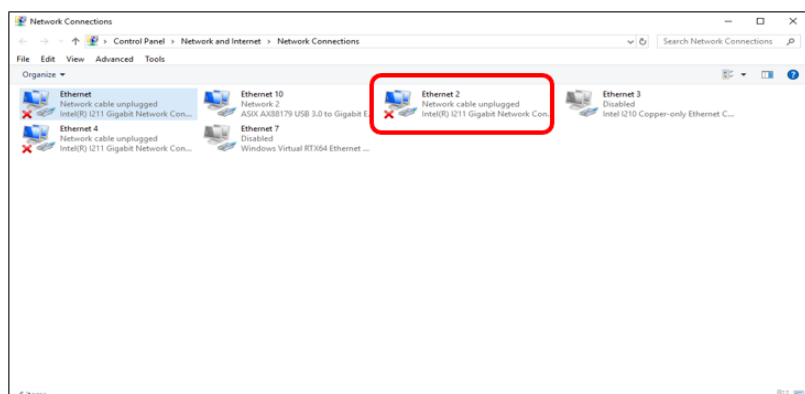 Network Connections
Control Panel > Network and Internet > Network Connections
Search Network Connections
File Edit View Advanced Tools
Organize
Ethernet
Network cable unplugged
Intel(R) I211 Gigabit Network Con...
Ethernet 10
Network 2
ASIX AX88179 USB 3.0 to Gigabit E
Ethernet 2
Network cable unplugged
Intel(R) I211 Gigabit Network Con
Ethernet 3
Disabled
Intel I210 Copper-only Ethernet C...
Ethernet 4
Network cable unplugged
Intel(R) I211 Gigabit Network Con...
Ethernet 7
Disabled
Windows Virtual RTX64 Ethernet ...